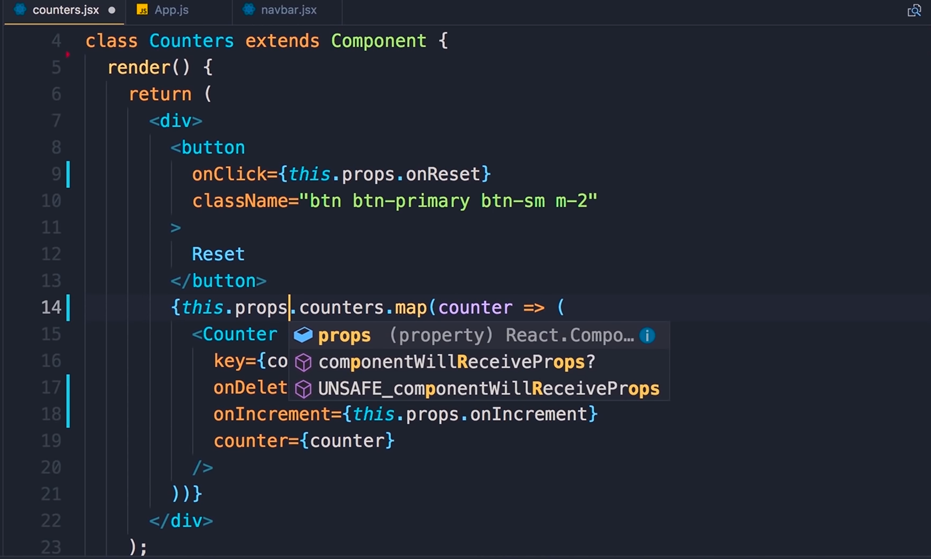 counters.jsx ● JS App.js navbar.jsx
4 class Counters extends Component {
5 render() {
6 return (
7 <div>
8 <button
9 onClick={this.props.onReset}
10 className="btn btn-primary btn-sm m-2"
11 >
12 Reset
13 </button>
14 {this.props.counters.map(counter => (
15 <Counter
props (property) React.Compo…
16 key={co
componentWillReceiveProps?
17 onDelet
UNSAFE_componentWillReceiveProps
18 onIncrement={this.props.onIncrement}
19 counter={counter}
20 />
21 ))}
22 </div>
23 );